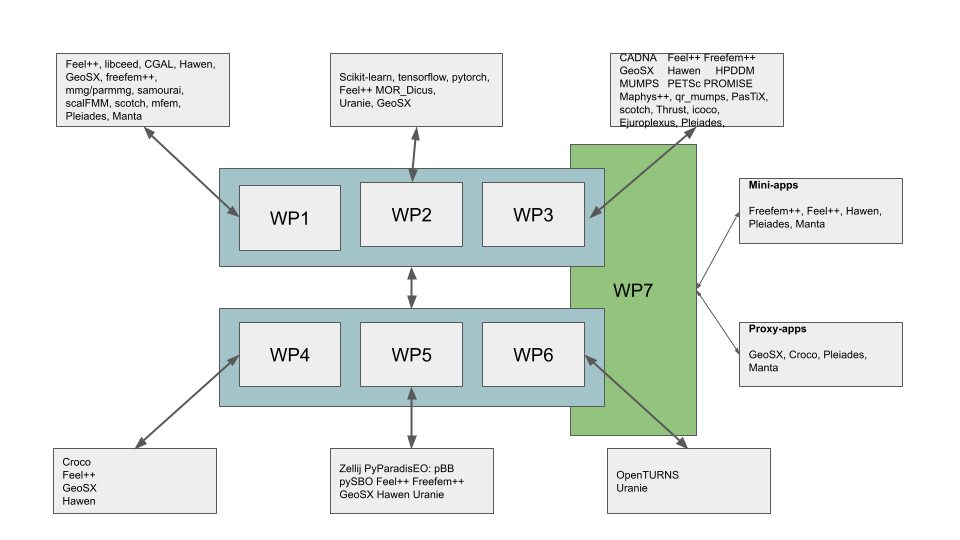 Feel++, libceed, CGAL, Hawen,
GeoSX, freefem++,
mmg/parmmg, samourai,
scalFMM, scotch, mfem,
Pleiades, Manta
Scikit-learn, tensorflow, pytorch,
Feel++ MOR_Dicus,
Uranie, GeoSX
CADNA Feel++ Freefem++
GeoSX Hawen HPDDM
MUMPS PETSc PROMISE
Maphys++, qr_mumps, PasTiX,
scotch, Thrust, icoco,
Ejuroplexus, Pleiades,
WP1
WP2
WP3
WP7
Mini-apps
Freefem++, Feel++, Hawen,
Pleiades, Manta
WP4
WP5
WP6
Proxy-apps
GeoSX, Croco, Pleiades,
Manta
Croco
Feel++
GeoSX
Hawen
Zellij PyParadisEO: pBB
pySBO Feel++ Freefem++
GeoSX Hawen Uranie
OpenTURNS
Uranie